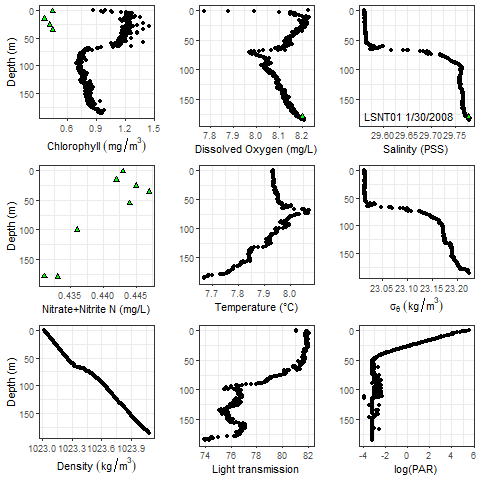 Depth (m)
0
50
100
150
0.6 0.9 1.2 1.5
Chlorophyll (mg/m³)
0
50
100
150
7.8 7.9 8.0 8.1 8.2
Dissolved Oxygen (mg/L)
0
50
100
150
LSNT01 1/30/2008
29.60 29.65 29.70 29.75
Salinity (PSS)
Depth (m)
0
50
100
150
0.435 0.440 0.445
Nitrate+Nitrite N (mg/L)
0
50
100
150
7.7 7.8 7.9 8.0
Temperature (°C)
0
50
100
150
23.05 23.10 23.15 23.20
σθ (kg/m³)
Depth (m)
0
50
100
150
1023.0 1023.3 1023.6 1023.9
Density (kg/m³)
0
50
100
150
74 76 78 80 82
Light transmission
0
50
100
150
-4 -2 0 2 4 6
log(PAR)